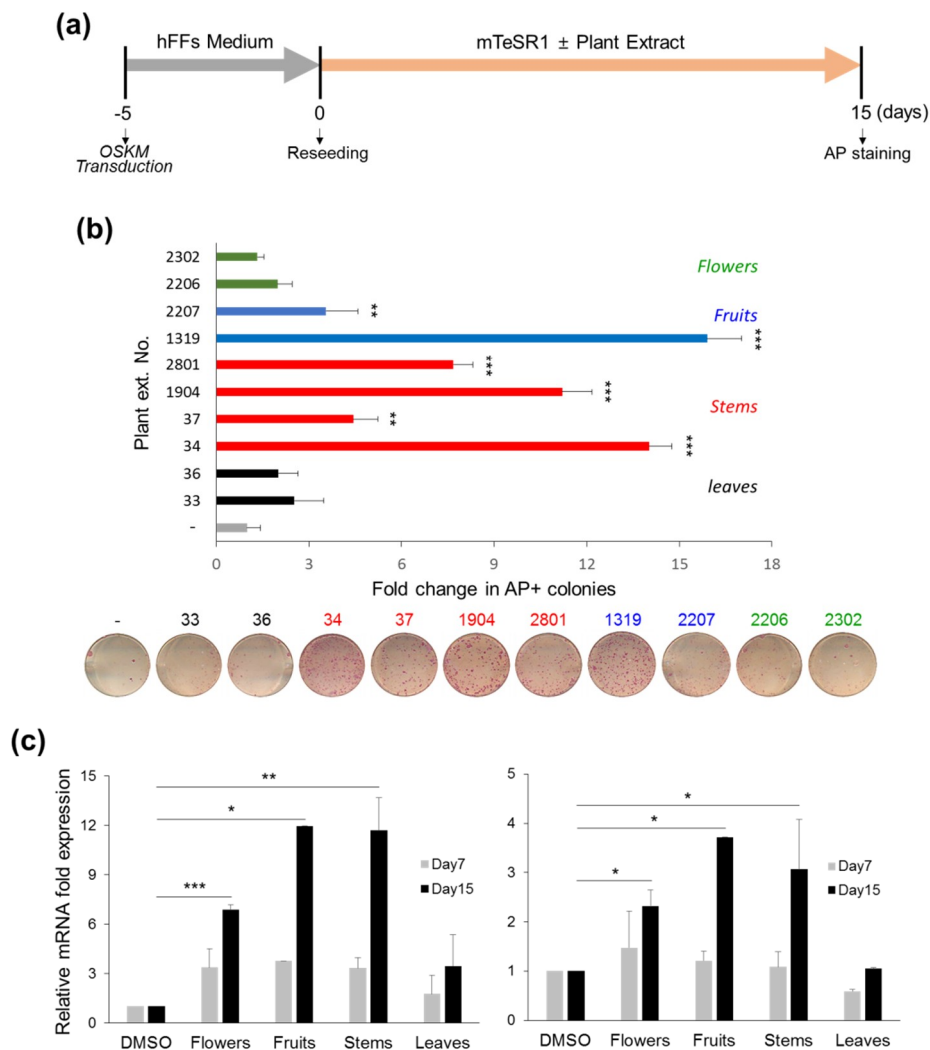 (a)
hFFs Medium
mTeSR1 ± Plant Extract
-5
0
15 (days)
OSKM
Transduction
Reseeding
AP staining
(b)
Plant ext. No.
2302
2206
2207
**
1319
***
2801
***
1904
***
37
**
34
***
36
33
-
Flowers
Fruits
Stems
leaves
0 3 6 9 12 15 18
Fold change in AP+ colonies
- 33 36 34 37 1904 2801 1319 2207 2206 2302
(c)
Relative mRNA fold expression
15
12
9
6
3
0
**
*
***
Day7
Day15
DMSO Flowers Fruits Stems Leaves
5
4
3
2
1
0
*
*
*
Day7
Day15
DMSO Flowers Fruits Stems Leaves